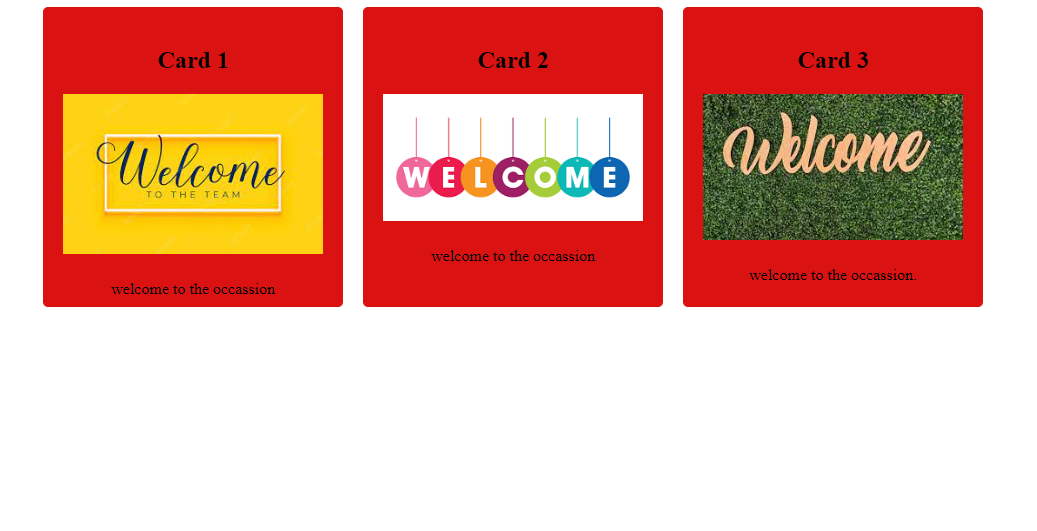 Card 1
Welcome
TO THE TEAM
welcome to the occassion
Card 2
WELCOME
welcome to the occassion
Card 3
Welcome
welcome to the occassion.